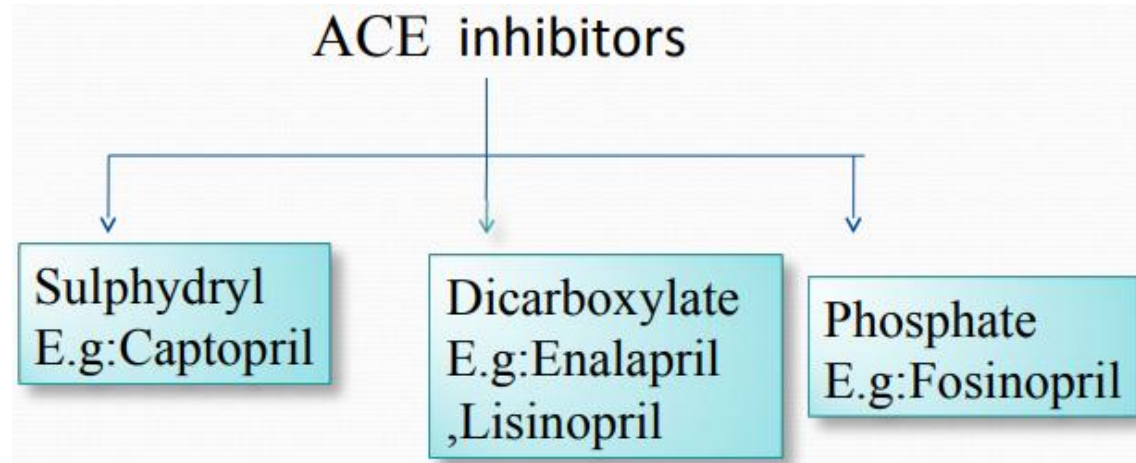 ACE inhibitors
Sulphydryl
E.g:Captopril
Dicarboxylate
E.g:Enalapril
,Lisinopril
Phosphate
E.g:Fosinopril